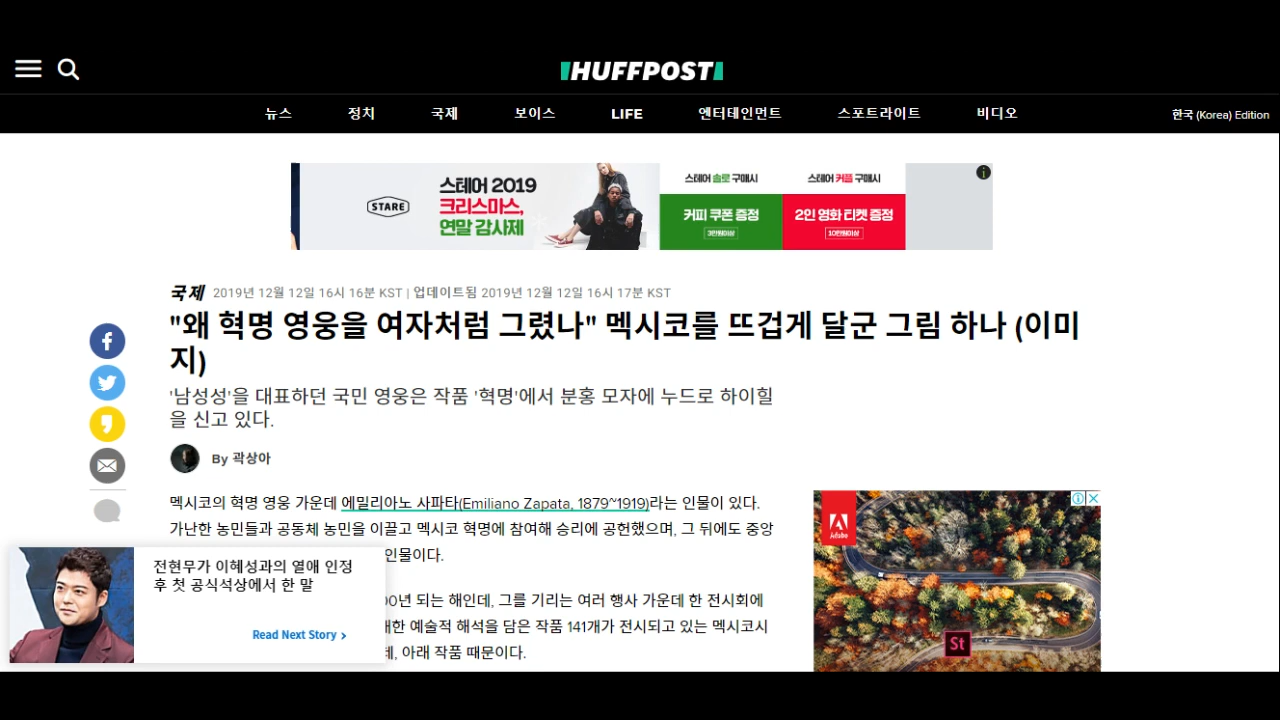 HUFFPOST
뉴스 정치 국제 보이스 LIFE 엔터테인먼트 스포트라이트 비디오 한국 (Korea) Edition
STARE
스테어 2019
크리스마스,
연말 감사제
스테어 솔로 구매시
커피 쿠폰 증정
3만원이상
스테어 커플 구매시
2인 영화 티켓 증정
10만원이상
국제 2019년 12월 12일 16시 16분 KST | 업데이트됨 2019년 12월 12일 16시 17분 KST
"왜 혁명 영웅을 여자처럼 그렸나" 멕시코를 뜨겁게 달군 그림 하나 (이미
지)
'남성성'을 대표하던 국민 영웅은 작품 '혁명'에서 분홍 모자에 누드로 하이힐
을 신고 있다.
By 곽상아
멕시코의 혁명 영웅 가운데 에밀리아노 사파타(Emiliano Zapata, 1879~1919)라는 인물이 있다.
가난한 농민들과 공동체 농민을 이끌고 멕시코 혁명에 참여해 승리에 공헌했으며, 그 뒤에도 중앙
인물이다.
00년 되는 해인데, 그를 기리는 여러 행사 가운데 한 전시회에
대한 예술적 해석을 담은 작품 141개가 전시되고 있는 멕시코시
데, 아래 작품 때문이다.
전현무가 이혜성과의 열애 인정
후 첫 공식석상에서 한 말
Read Next Story
Adobe
St